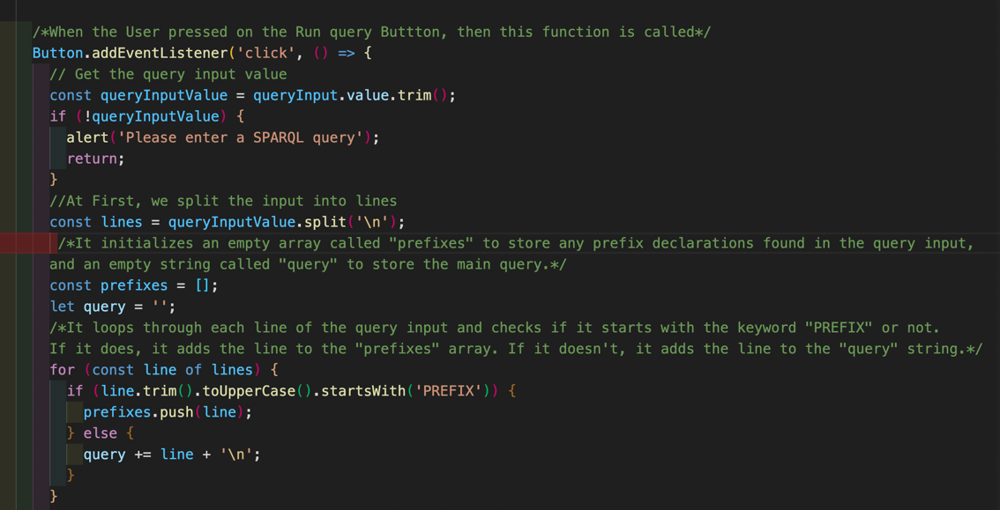 /*When the User pressed on the Run query Buttton, then this function is called*/
Button.addEventListener('click', () => {
// Get the query input value
const queryInputValue = queryInput.value.trim();
if (!queryInputValue) {
alert('Please enter a SPARQL query');
return;
}
//At First, we split the input into lines
const lines = queryInputValue.split('\n');
/*It initializes an empty array called "prefixes" to store any prefix declarations found in the query input,
and an empty string called "query" to store the main query.*/
const prefixes = [];
let query = '';
/*It loops through each line of the query input and checks if it starts with the keyword "PREFIX" or not.
If it does, it adds the line to the "prefixes" array. If it doesn't, it adds the line to the "query" string.*/
for (const line of lines) {
if (line.trim().toUpperCase().startsWith('PREFIX')) {
prefixes.push(line);
} else {
query += line + '\n';
}
}